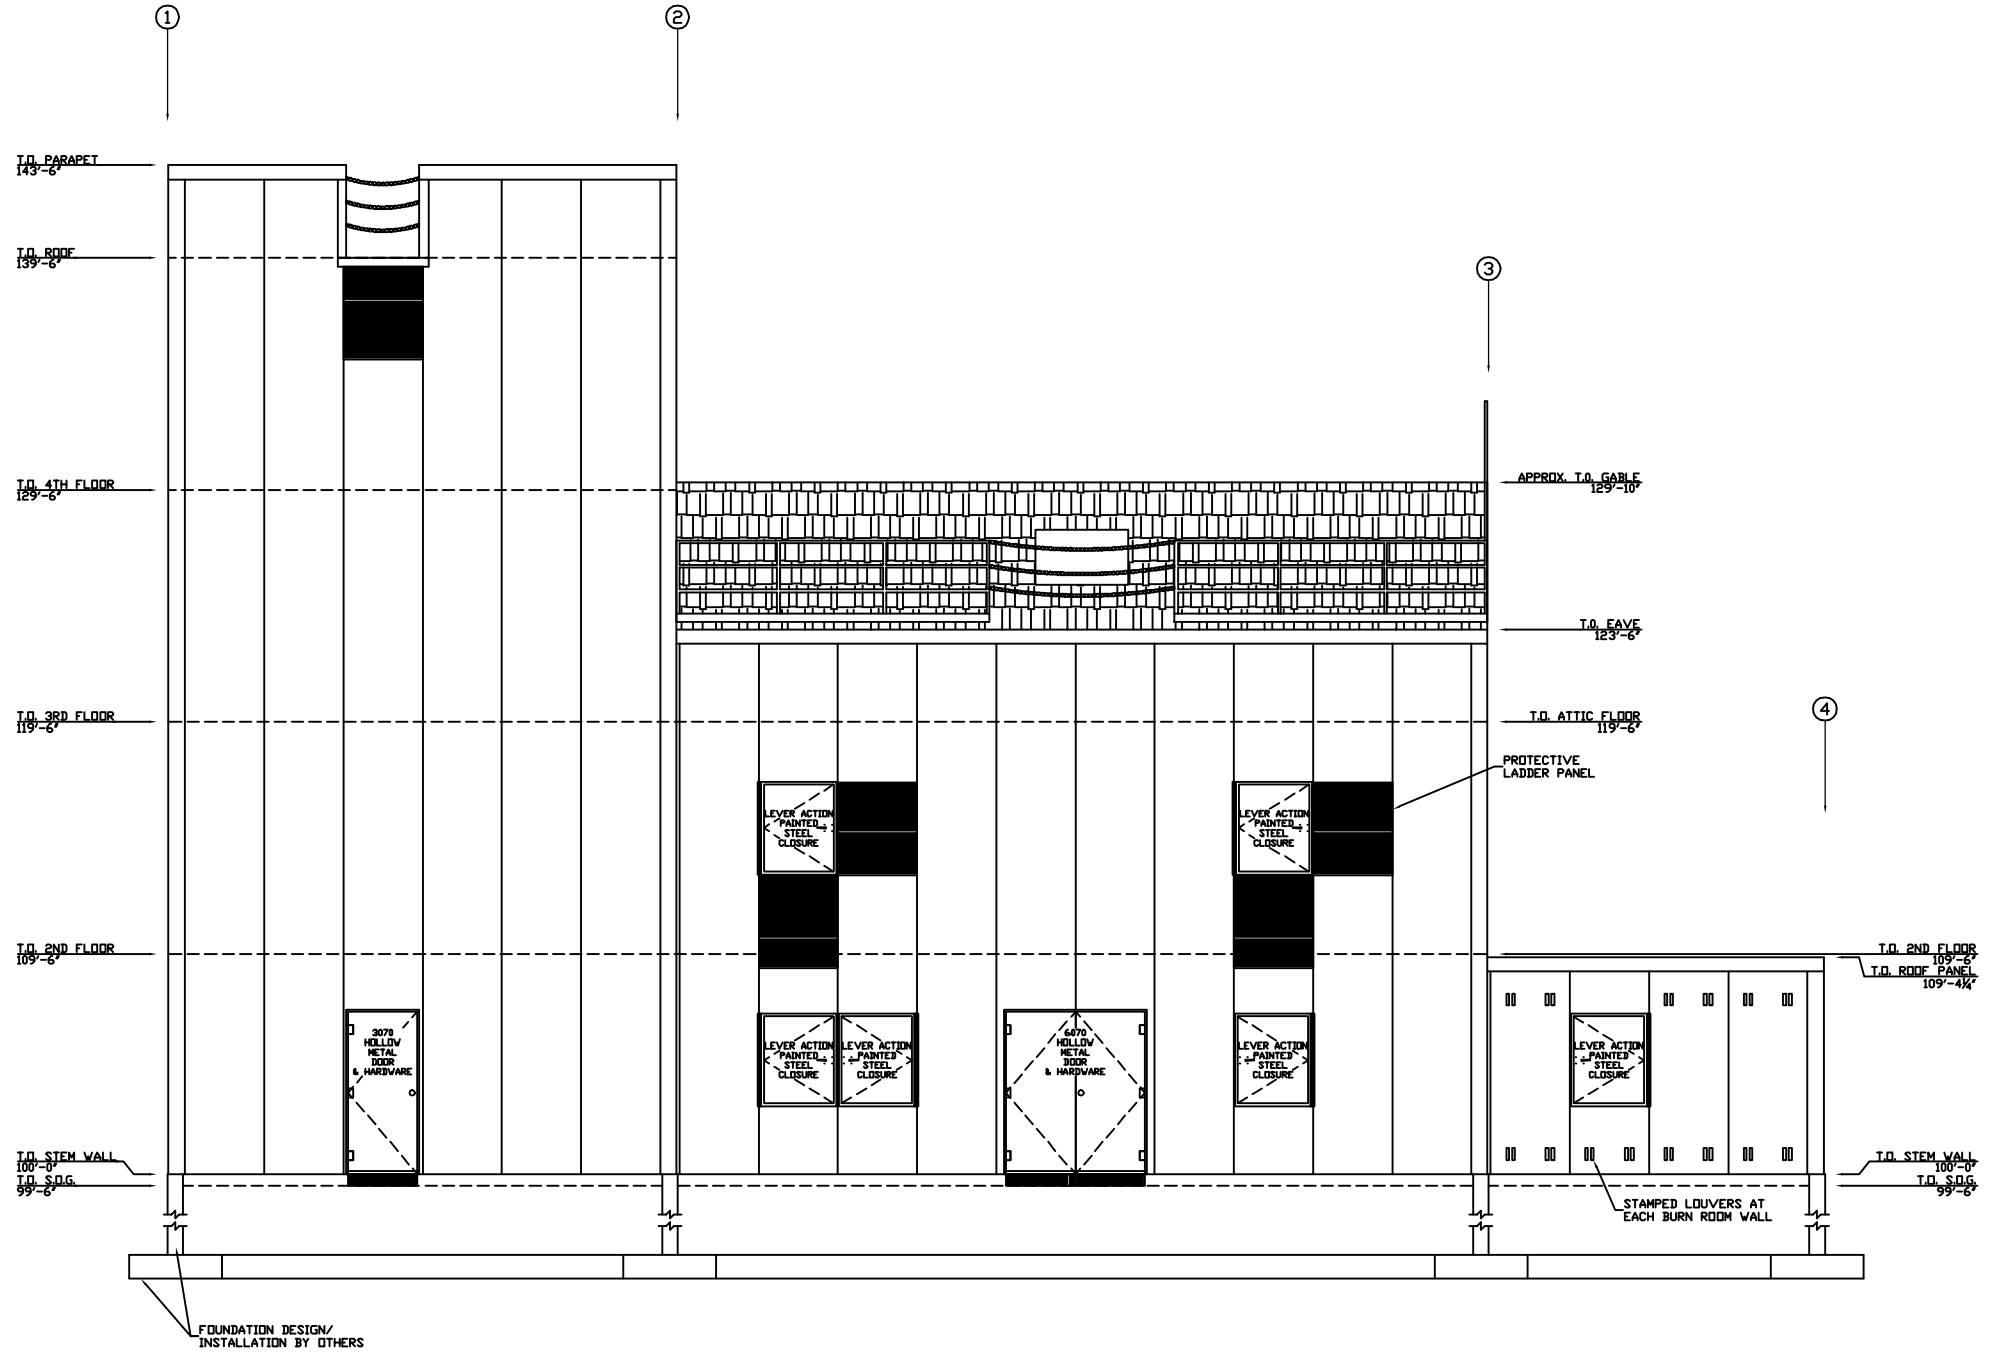 1
2
T.O. PARAPET
143'-6"
T.O. ROOF
139'-6"
3
T.O. 4TH FLOOR
129'-6"
APPROX. T.O. GABLE
129'-10"
T.O. EAVE
123'-6"
T.O. 3RD FLOOR
119'-6"
T.O. ATTIC FLOOR
119'-6"
4
PROTECTIVE
LADDER PANEL
LEVER ACTION
PAINTED
STEEL
CLOSURE
LEVER ACTION
PAINTED
STEEL
CLOSURE
T.O. 2ND FLOOR
109'-6"
T.O. 2ND FLOOR
109'-6"
T.O. ROOF PANEL
109'-4¼"
3070
HOLLOW
METAL
DOOR
& HARDWARE
LEVER ACTION
PAINTED
STEEL
CLOSURE
LEVER ACTION
PAINTED
STEEL
CLOSURE
6070
HOLLOW
METAL
DOOR
& HARDWARE
LEVER ACTION
PAINTED
STEEL
CLOSURE
LEVER ACTION
PAINTED
STEEL
CLOSURE
T.O. STEM WALL
100'-0"
T.O. S.O.G.
99'-6"
T.O. STEM WALL
100'-0"
T.O. S.O.G.
99'-6"
STAMPED LOUVERS AT
EACH BURN ROOM WALL
FOUNDATION DESIGN/
INSTALLATION BY OTHERS